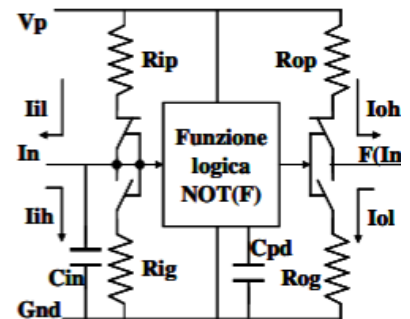 Vp
Rip
Rop
Iil
Ioh
In
Funzione
logica
NOT(F)
F(In
Iih
Iol
Cin
Rig
Cpd
Rog
Gnd